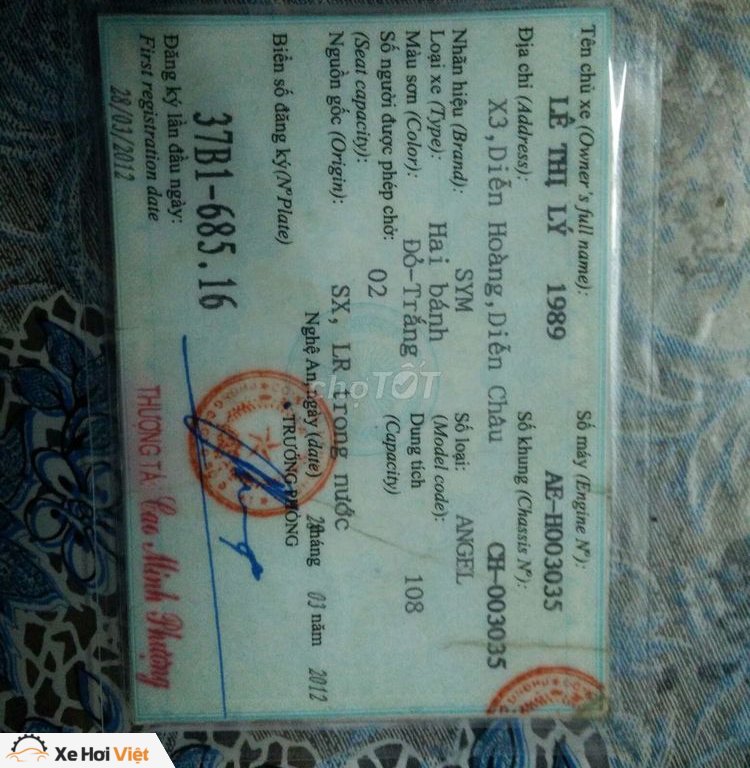 Tên chủ xe (Owner's full name):
LÊ THỊ LÝ 1989
Số máy (Engine N°):
AE-H003035
Địa chỉ (Address):
X3,Diễn Hoàng,Diễn Châu
Số khung (Chassis N°):
CH-003035
Nhãn hiệu (Brand): SYM
Số loại: ANGEL
(Model code):
Loại xe (Type): Hai bánh
Màu sơn (Color): Đỏ-Trắng
Dung tích 108
(Capacity)
Số người được phép chở: 02
(Seat capacity):
Nguồn gốc (Origin): SX, LR trong nước
Nghệ An, ngày (date) 28 tháng 03 năm 2012
TRƯỞNG PHÒNG
Biển số đăng ký(N°Plate)
37B1-685.16
Đăng ký lần đầu ngày:
First registration date
28/03/2012
THƯỢNG TÁ Cao Minh Phường
chợTỐT
Xe Hơi Việt